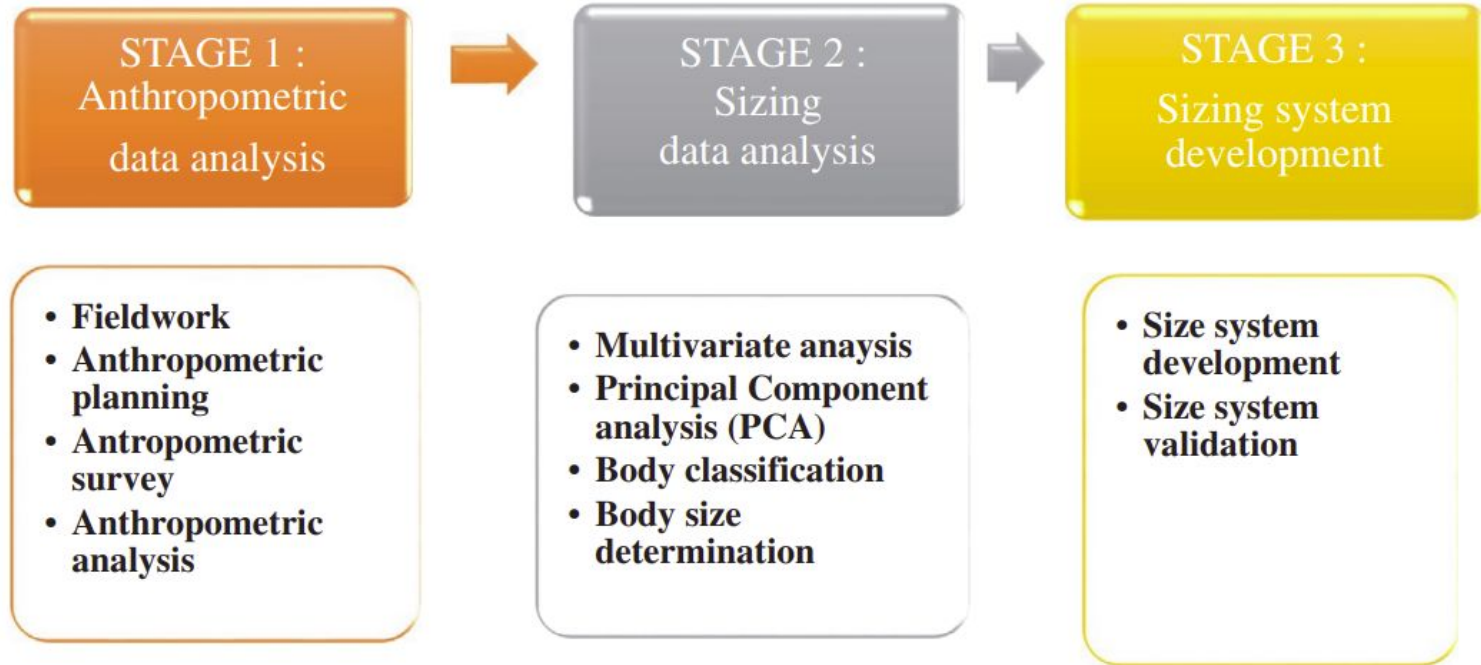 STAGE 1 :
Anthropometric
data analysis
STAGE 2 :
Sizing
data analysis
STAGE 3 :
Sizing system
development
• Fieldwork
• Anthropometric
planning
• Antropometric
survey
• Anthropometric
analysis
• Multivariate anaysis
• Principal Component
analysis (PCA)
• Body classification
• Body size
determination
• Size system
development
• Size system
validation